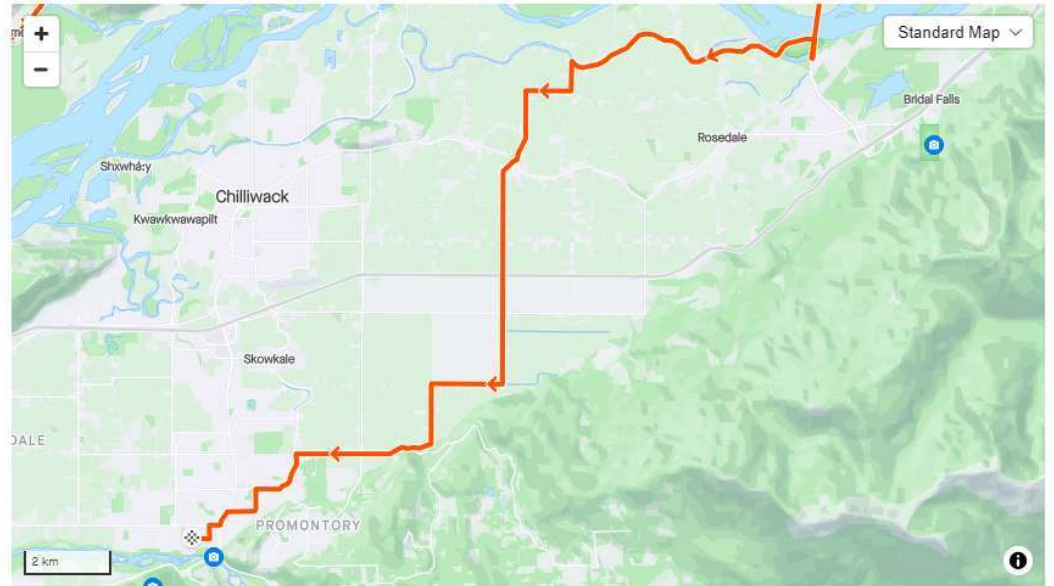 +
−
Standard Map
Bridal Falls
Rosedale
Shxwhá:y
Chilliwack
Kwawkwawapilt
Skowkale
DALE
PROMONTORY
2 km
i